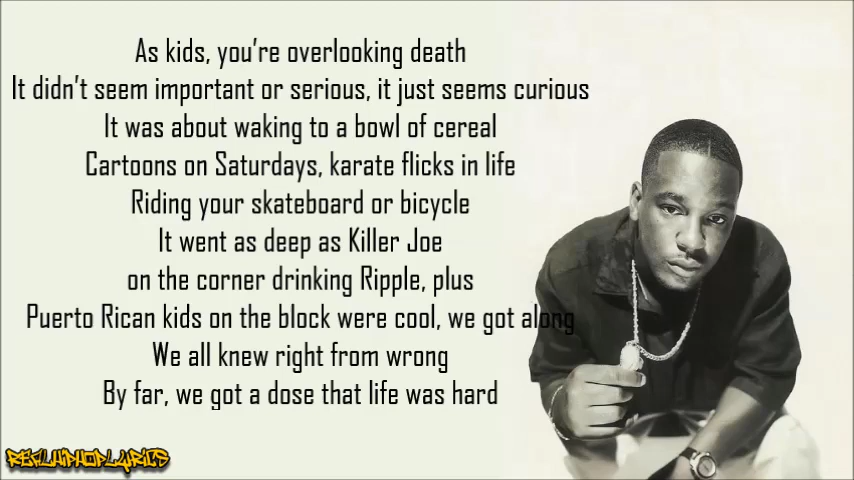 As kids, you're overlooking death
It didn't seem important or serious, it just seems curious
It was about waking to a bowl of cereal
Cartoons on Saturdays, karate flicks in life
Riding your skateboard or bicycle
It went as deep as Killer Joe
on the corner drinking Ripple, plus
Puerto Rican kids on the block were cool, we got along
We all knew right from wrong
By far, we got a dose that life was hard
REALHIPHOPLYRICS